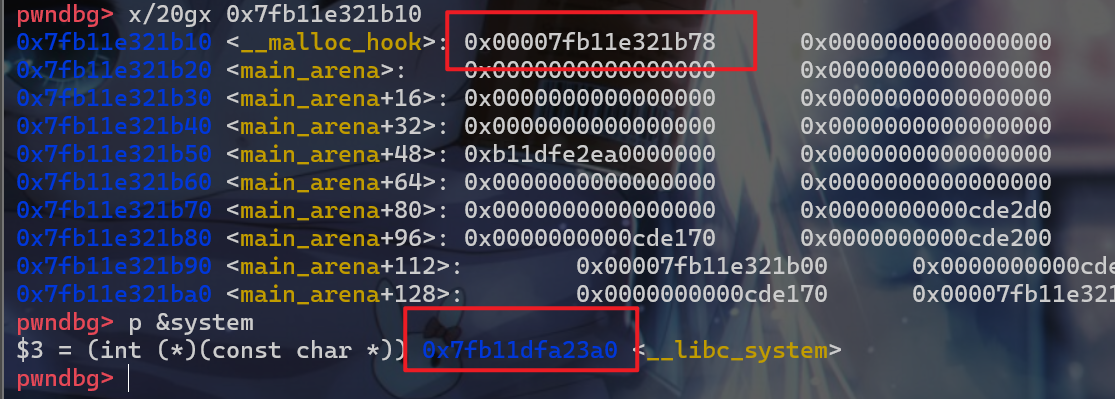 pwndbg> x/20gx 0x7fb11e321b10
0x7fb11e321b10 <__malloc_hook>: 0x00007fb11e321b78 0x0000000000000000
0x7fb11e321b20 <main_arena>: 0x0000000000000000 0x0000000000000000
0x7fb11e321b30 <main_arena+16>: 0x0000000000000000 0x0000000000000000
0x7fb11e321b40 <main_arena+32>: 0x0000000000000000 0x0000000000000000
0x7fb11e321b50 <main_arena+48>: 0xb11dfe2ea0000000 0x0000000000000000
0x7fb11e321b60 <main_arena+64>: 0x0000000000000000 0x0000000000000000
0x7fb11e321b70 <main_arena+80>: 0x0000000000000000 0x0000000000cde2d0
0x7fb11e321b80 <main_arena+96>: 0x0000000000cde170 0x0000000000cde200
0x7fb11e321b90 <main_arena+112>: 0x00007fb11e321b00 0x0000000000cde
0x7fb11e321ba0 <main_arena+128>: 0x0000000000cde170 0x00007fb11e321
pwndbg> p &system
$3 = (int (*)(const char *)) 0x7fb11dfa23a0 <__libc_system>
pwndbg>